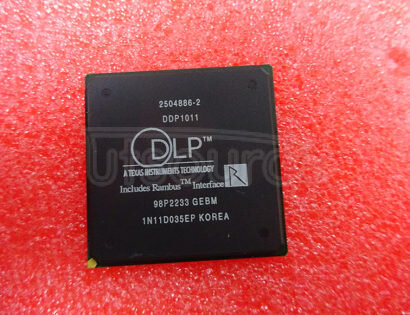 2504886-2
DDP1011
DLP™
A TEXAS INSTRUMENTS TECHNOLOGY
Includes Rambus™ Interface R
98P2233 GEBM
1N11D035EP KOREA